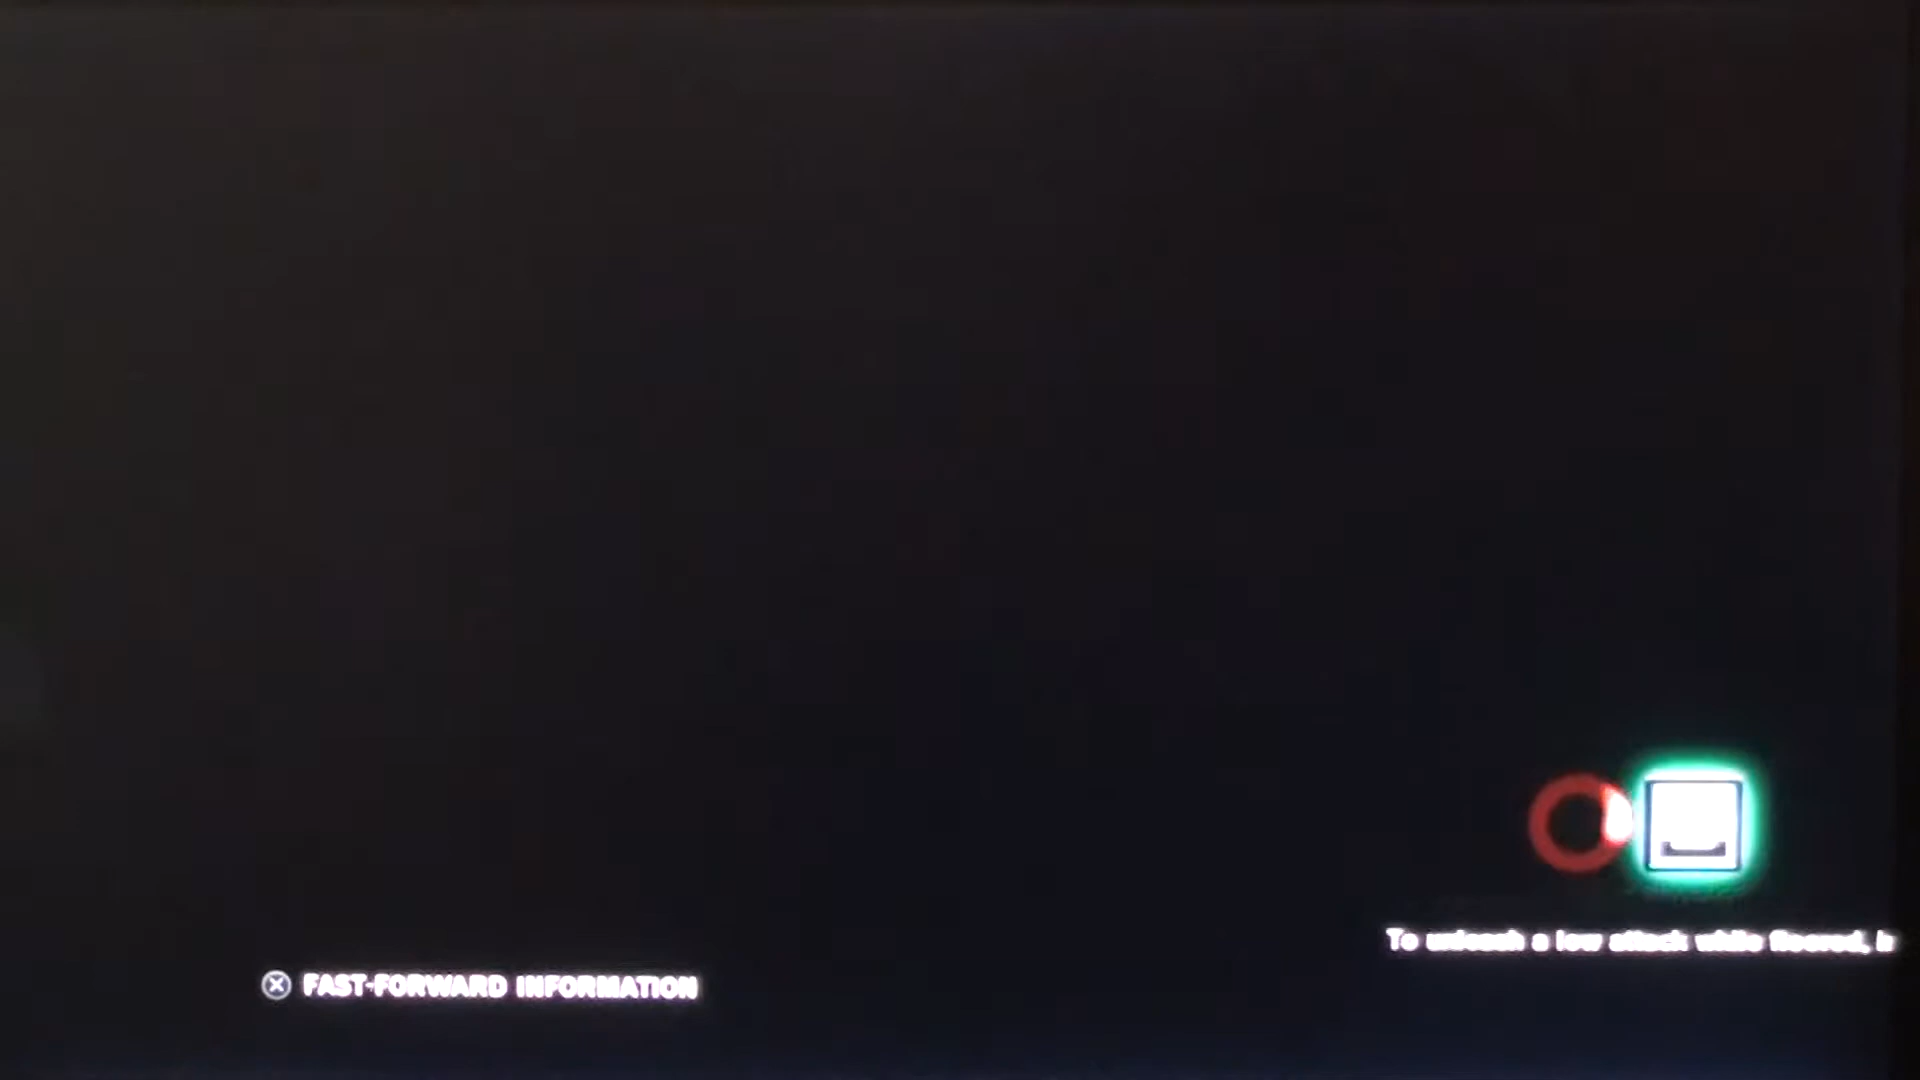 To unleash a low attack while floored,
FAST-FORWARD INFORMATION